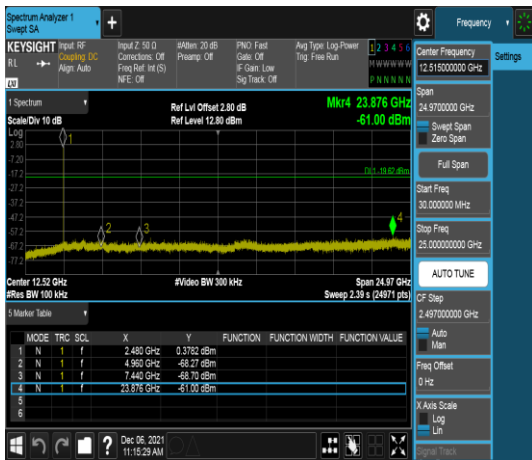 Spectrum Analyzer 1
Swept SA
+
Frequency
KEYSIGHT
RL
LXI
Input: RF
Coupling: DC
Align: Auto
Input Z: 50 Ω
Corrections: Off
Freq Ref: Int (S)
NFE: Off
#Atten: 20 dB
Preamp: Off
PNO: Fast
Gate: Off
IF Gain: Low
Sig Track: Off
Avg Type: Log-Power
Trig: Free Run
1 2 3 4 5 6
M W W W W W
P N N N N N
1 Spectrum
Scale/Div 10 dB
Ref Lvl Offset 2.80 dB
Ref Level 12.80 dBm
Mkr4 23.876 GHz
-61.00 dBm
Log
2.80
-7.20
-17.2
-27.2
-37.2
-47.2
-57.2
-67.2
-77.2
1
2
3
4
DL1 -19.62 dBm
Center 12.52 GHz
#Res BW 100 kHz
#Video BW 300 kHz
Span 24.97 GHz
Sweep 2.39 s (24971 pts)
5 Marker Table
MODE TRC SCL X Y FUNCTION FUNCTION WIDTH FUNCTION VALUE
1 N 1 f 2.480 GHz 0.3782 dBm
2 N 1 f 4.960 GHz -68.27 dBm
3 N 1 f 7.440 GHz -68.70 dBm
4 N 1 f 23.876 GHz -61.00 dBm
5
6
?
Dec 06, 2021
11:15:29 AM
Center Frequency
12.515000000 GHz
Settings
Span
24.9700000 GHz
Swept Span
Zero Span
Full Span
Start Freq
30.000000 MHz
Stop Freq
25.000000000 GHz
AUTO TUNE
CF Step
2.497000000 GHz
Auto
Man
Freq Offset
0 Hz
X Axis Scale
Log
Lin
Signal Track